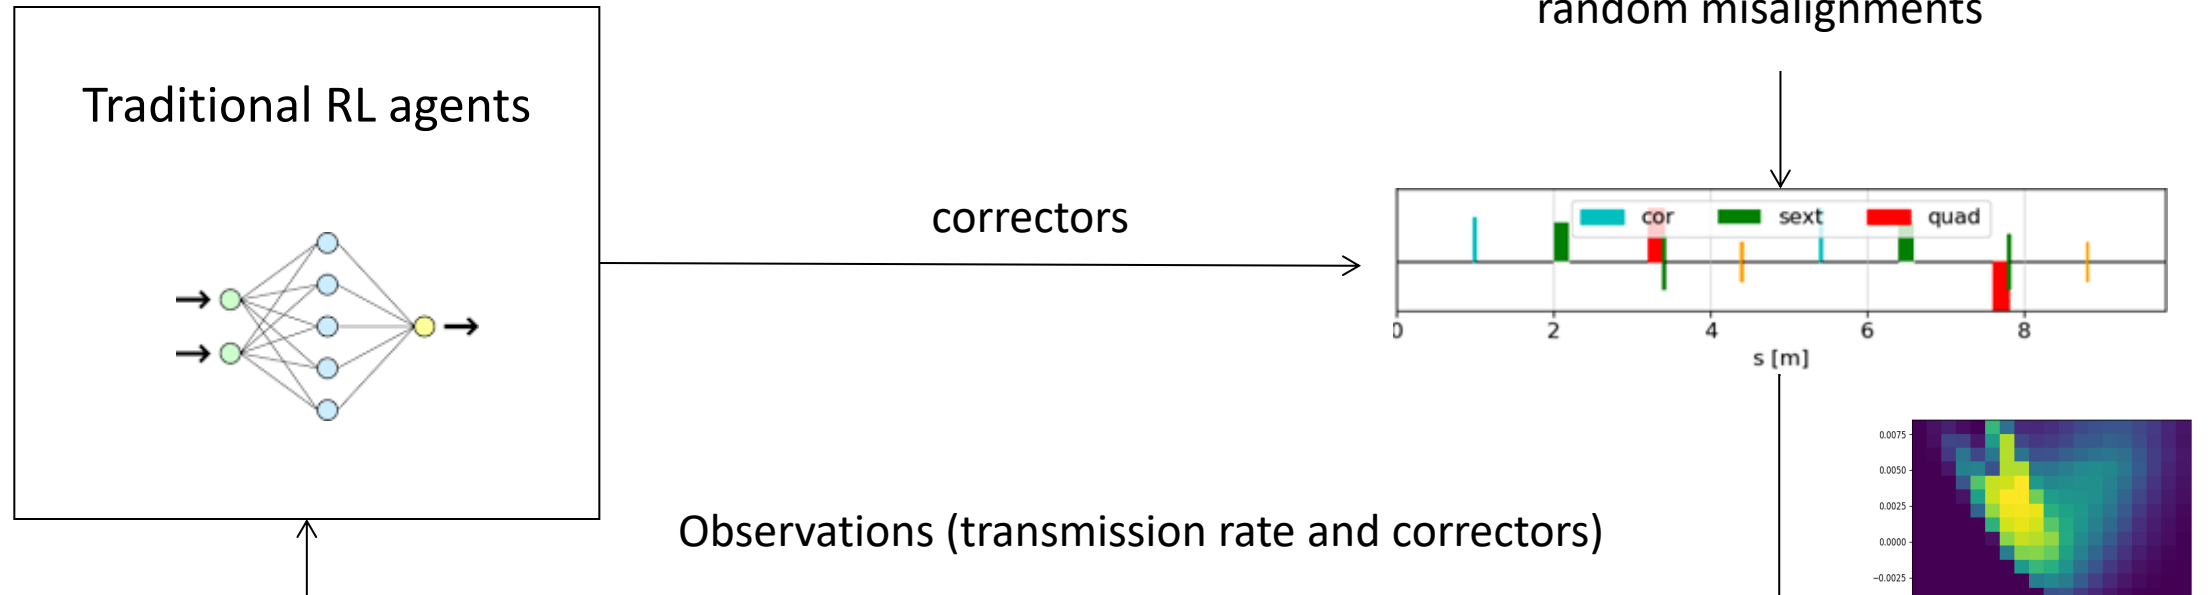 random misalignments
Traditional RL agents
correctors
cor sext quad
0 2 4 6 8
s [m]
Observations (transmission rate and correctors)
0.0075
0.0050
0.0025
0.0000
−0.0025